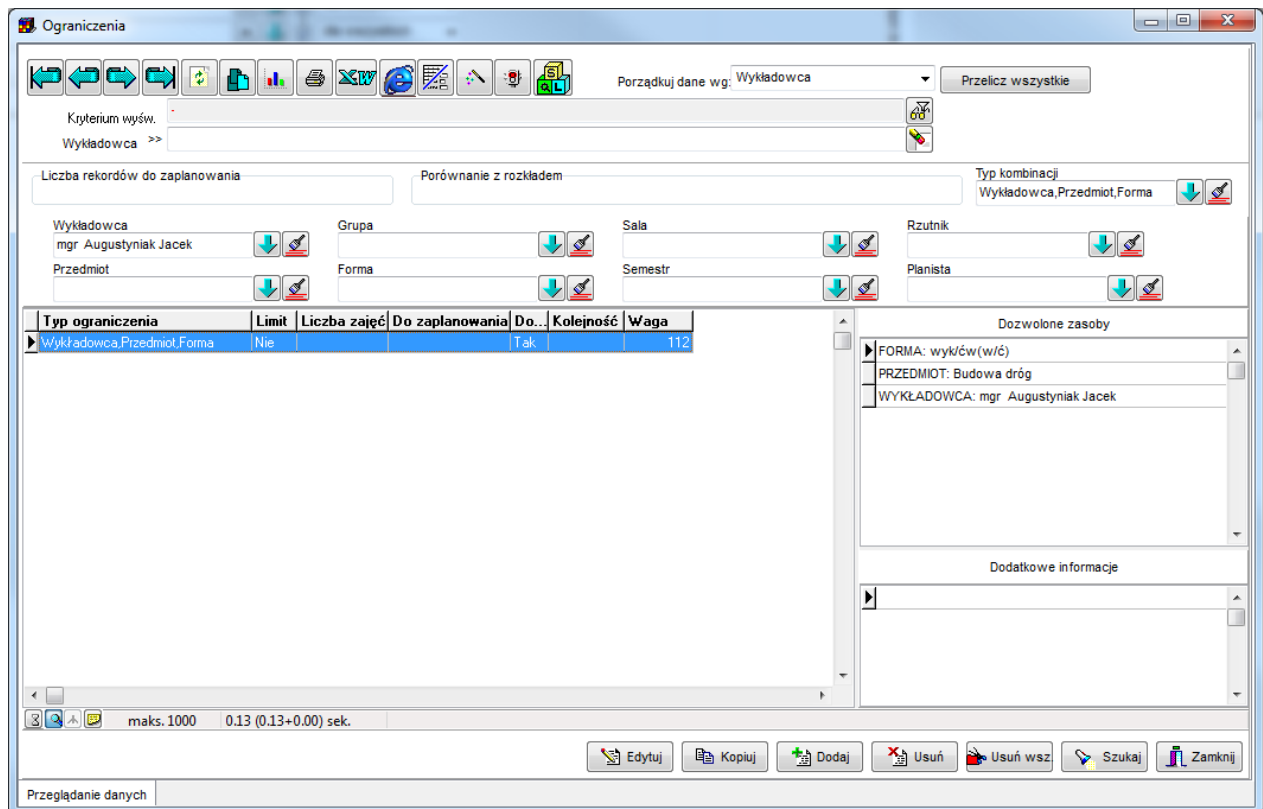 Ograniczenia
XW
SQL
Porządkuj dane wg: Wykładowca
Przelicz wszystkie
Kryterium wyśw. -
Wykładowca >>
Liczba rekordów do zaplanowania
Porównanie z rozkładem
Typ kombinacji
Wykładowca,Przedmiot,Forma
Wykładowca Grupa Sala Rzutnik
mgr Augustyniak Jacek
Przedmiot Forma Semestr Planista
Typ ograniczenia Limit Liczba zajęć Do zaplanowania Do... Kolejność Waga
Wykładowca,Przedmiot,Forma Nie Tak 112
Dozwolone zasoby
FORMA: wyk/ćw(w/ć)
PRZEDMIOT: Budowa dróg
WYKŁADOWCA: mgr Augustyniak Jacek
Dodatkowe informacje
maks. 1000 0.13 (0.13+0.00) sek.
Edytuj Kopiuj Dodaj Usuń Usuń wsz. Szukaj Zamknij
Przeglądanie danych